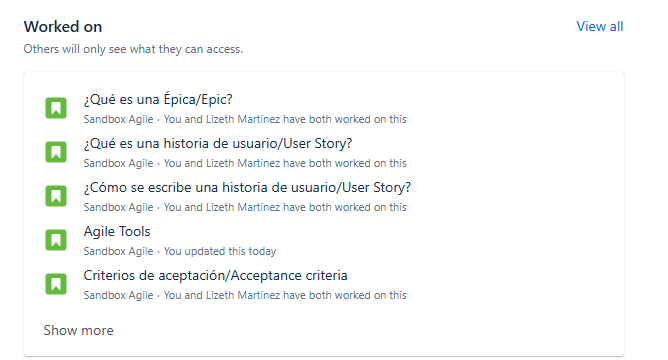 Worked on
View all
Others will only see what they can access.
¿Qué es una Épica/Epic?
Sandbox Agile · You and Lizeth Martinez have both worked on this
¿Qué es una historia de usuario/User Story?
Sandbox Agile · You and Lizeth Martinez have both worked on this
¿Cómo se escribe una historia de usuario/User Story?
Sandbox Agile · You and Lizeth Martinez have both worked on this
Agile Tools
Sandbox Agile · You updated this today
Criterios de aceptación/Acceptance criteria
Sandbox Agile · You and Lizeth Martinez have both worked on this
Show more